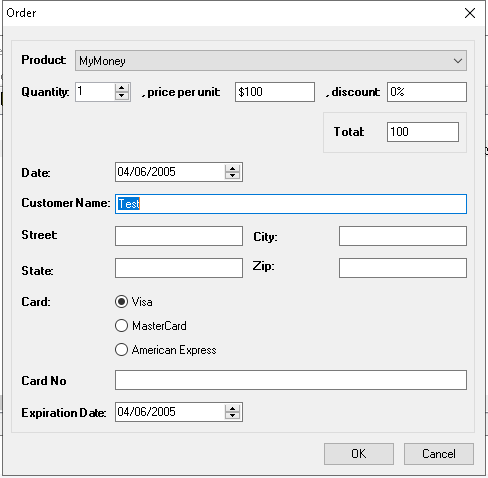 Order
Product: MyMoney
Quantity: 1 , price per unit: $100 , discount: 0%
Total: 100
Date: 04/06/2005
Customer Name: Test
Street: City:
State: Zip:
Card: Visa
MasterCard
American Express
Card No
Expiration Date: 04/06/2005
OK Cancel